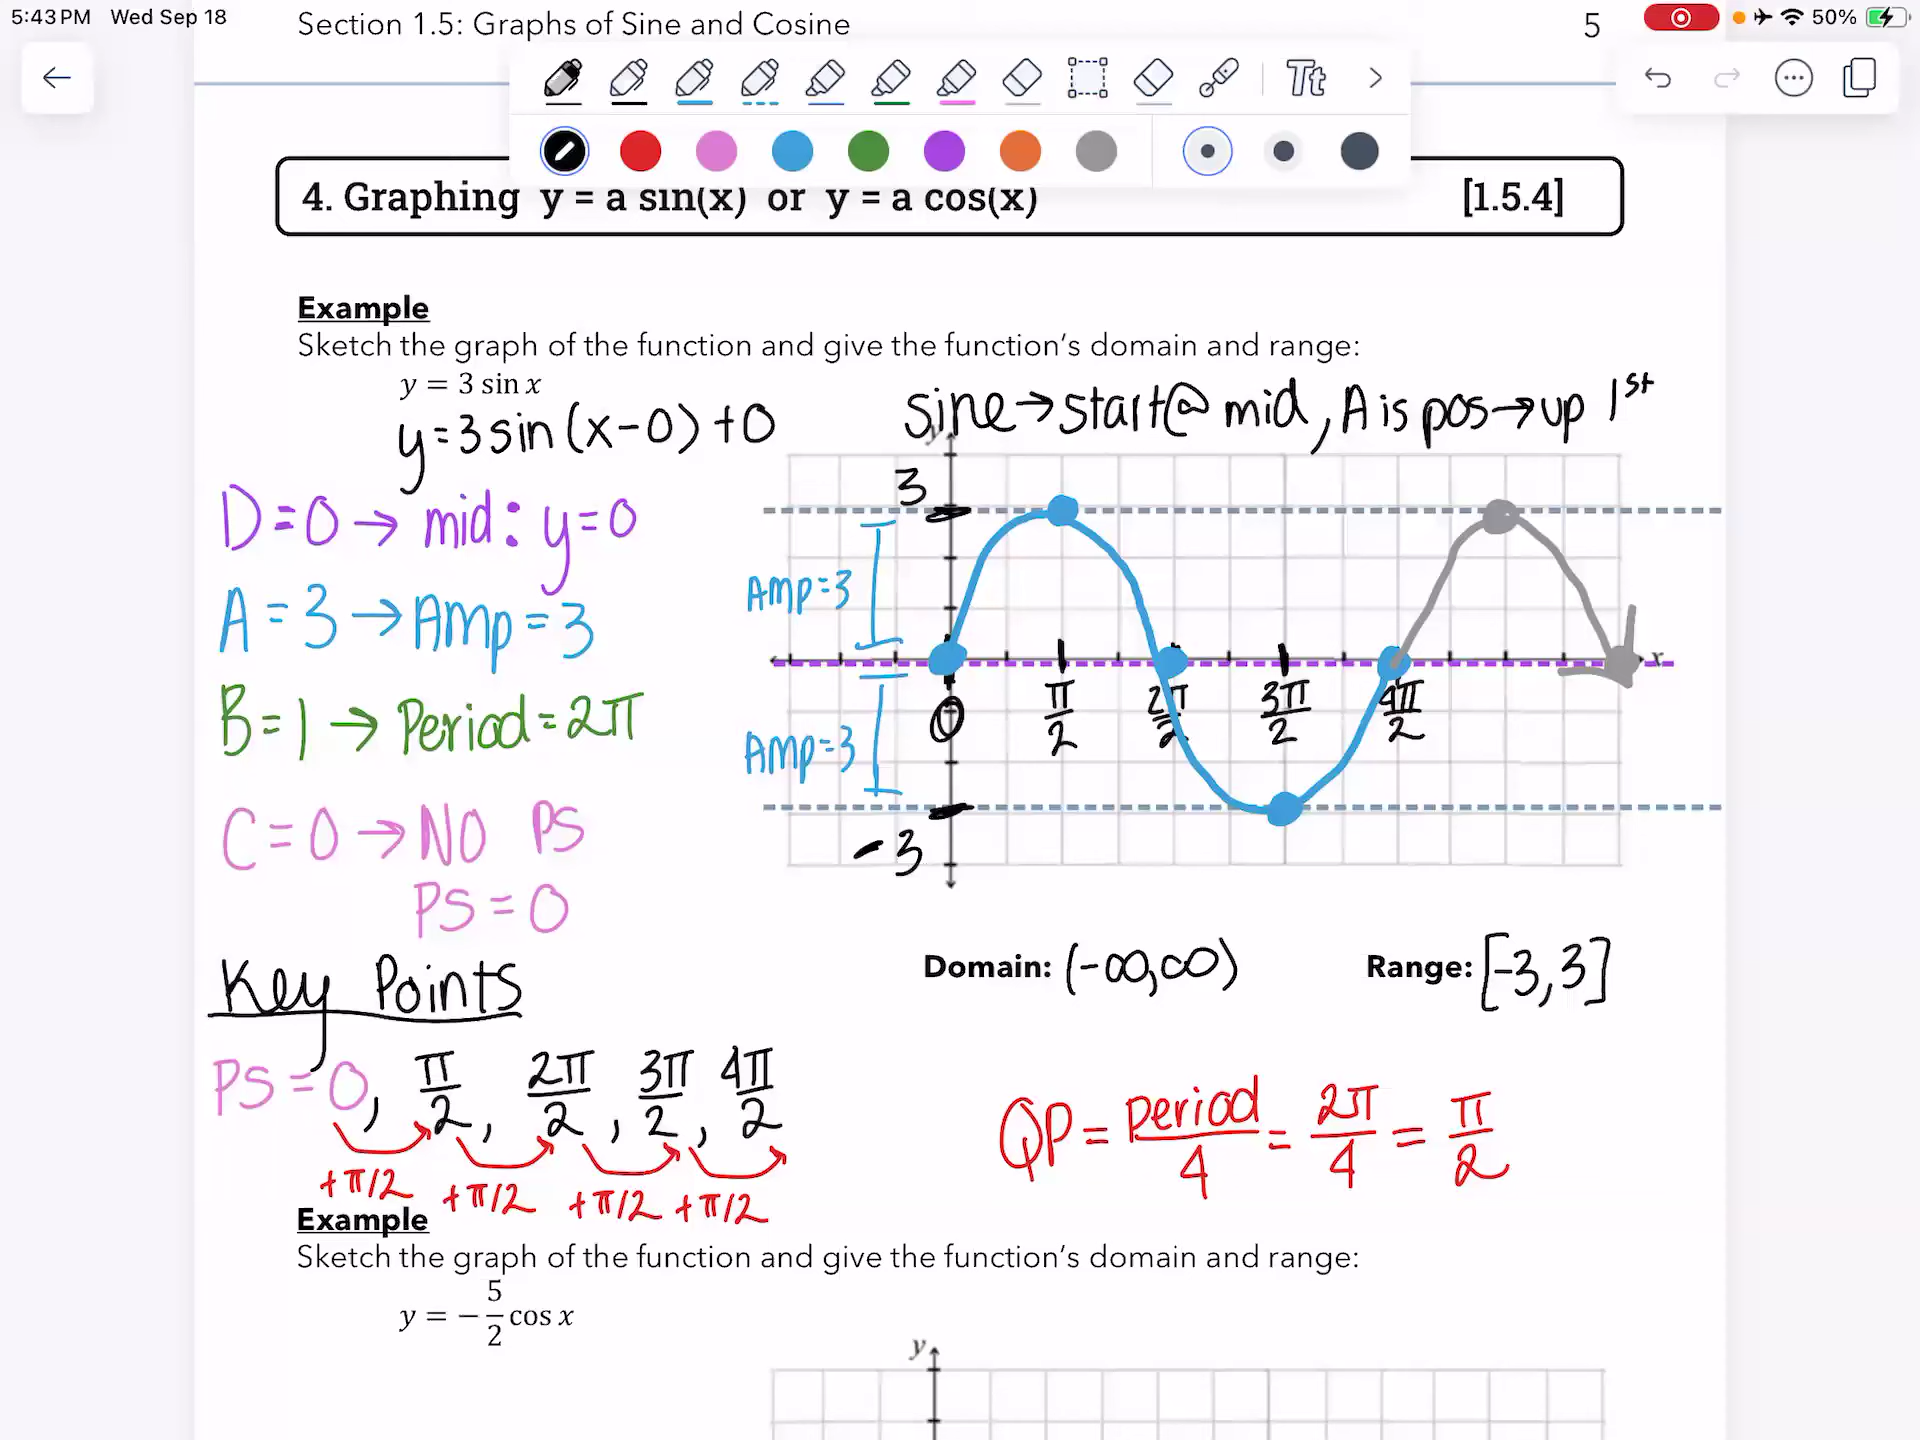 5:43 PM Wed Sep 18
50%
Section 1.5: Graphs of Sine and Cosine
5
Tt
4. Graphing y = a sin(x) or y = a cos(x) [1.5.4]
Example
Sketch the graph of the function and give the function's domain and range:
y = 3 sin x
y=3sin(x-0)+0
sine→start@ mid, A is pos→up 1st
D=0→ mid: y=0
A=3→Amp=3
B=1→ Period=2π
C=0→NO PS
PS=0
y
3
Amp=3
x
0 π/2 2π/2 3π/2 4π/2
Amp=3
-3
Domain: (-∞,∞) Range: [-3,3]
Key Points
PS=0, π/2, 2π/2, 3π/2, 4π/2
+π/2 +π/2 +π/2 +π/2
QP = period/4 = 2π/4 = π/2
Example
Sketch the graph of the function and give the function's domain and range:
y = −5/2 cos x
y